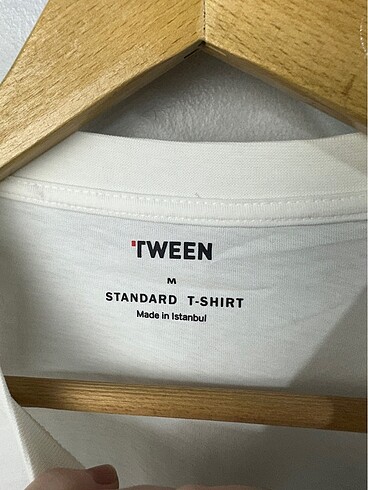 TWEEN
M
STANDARD T-SHIRT
Made in Istanbul